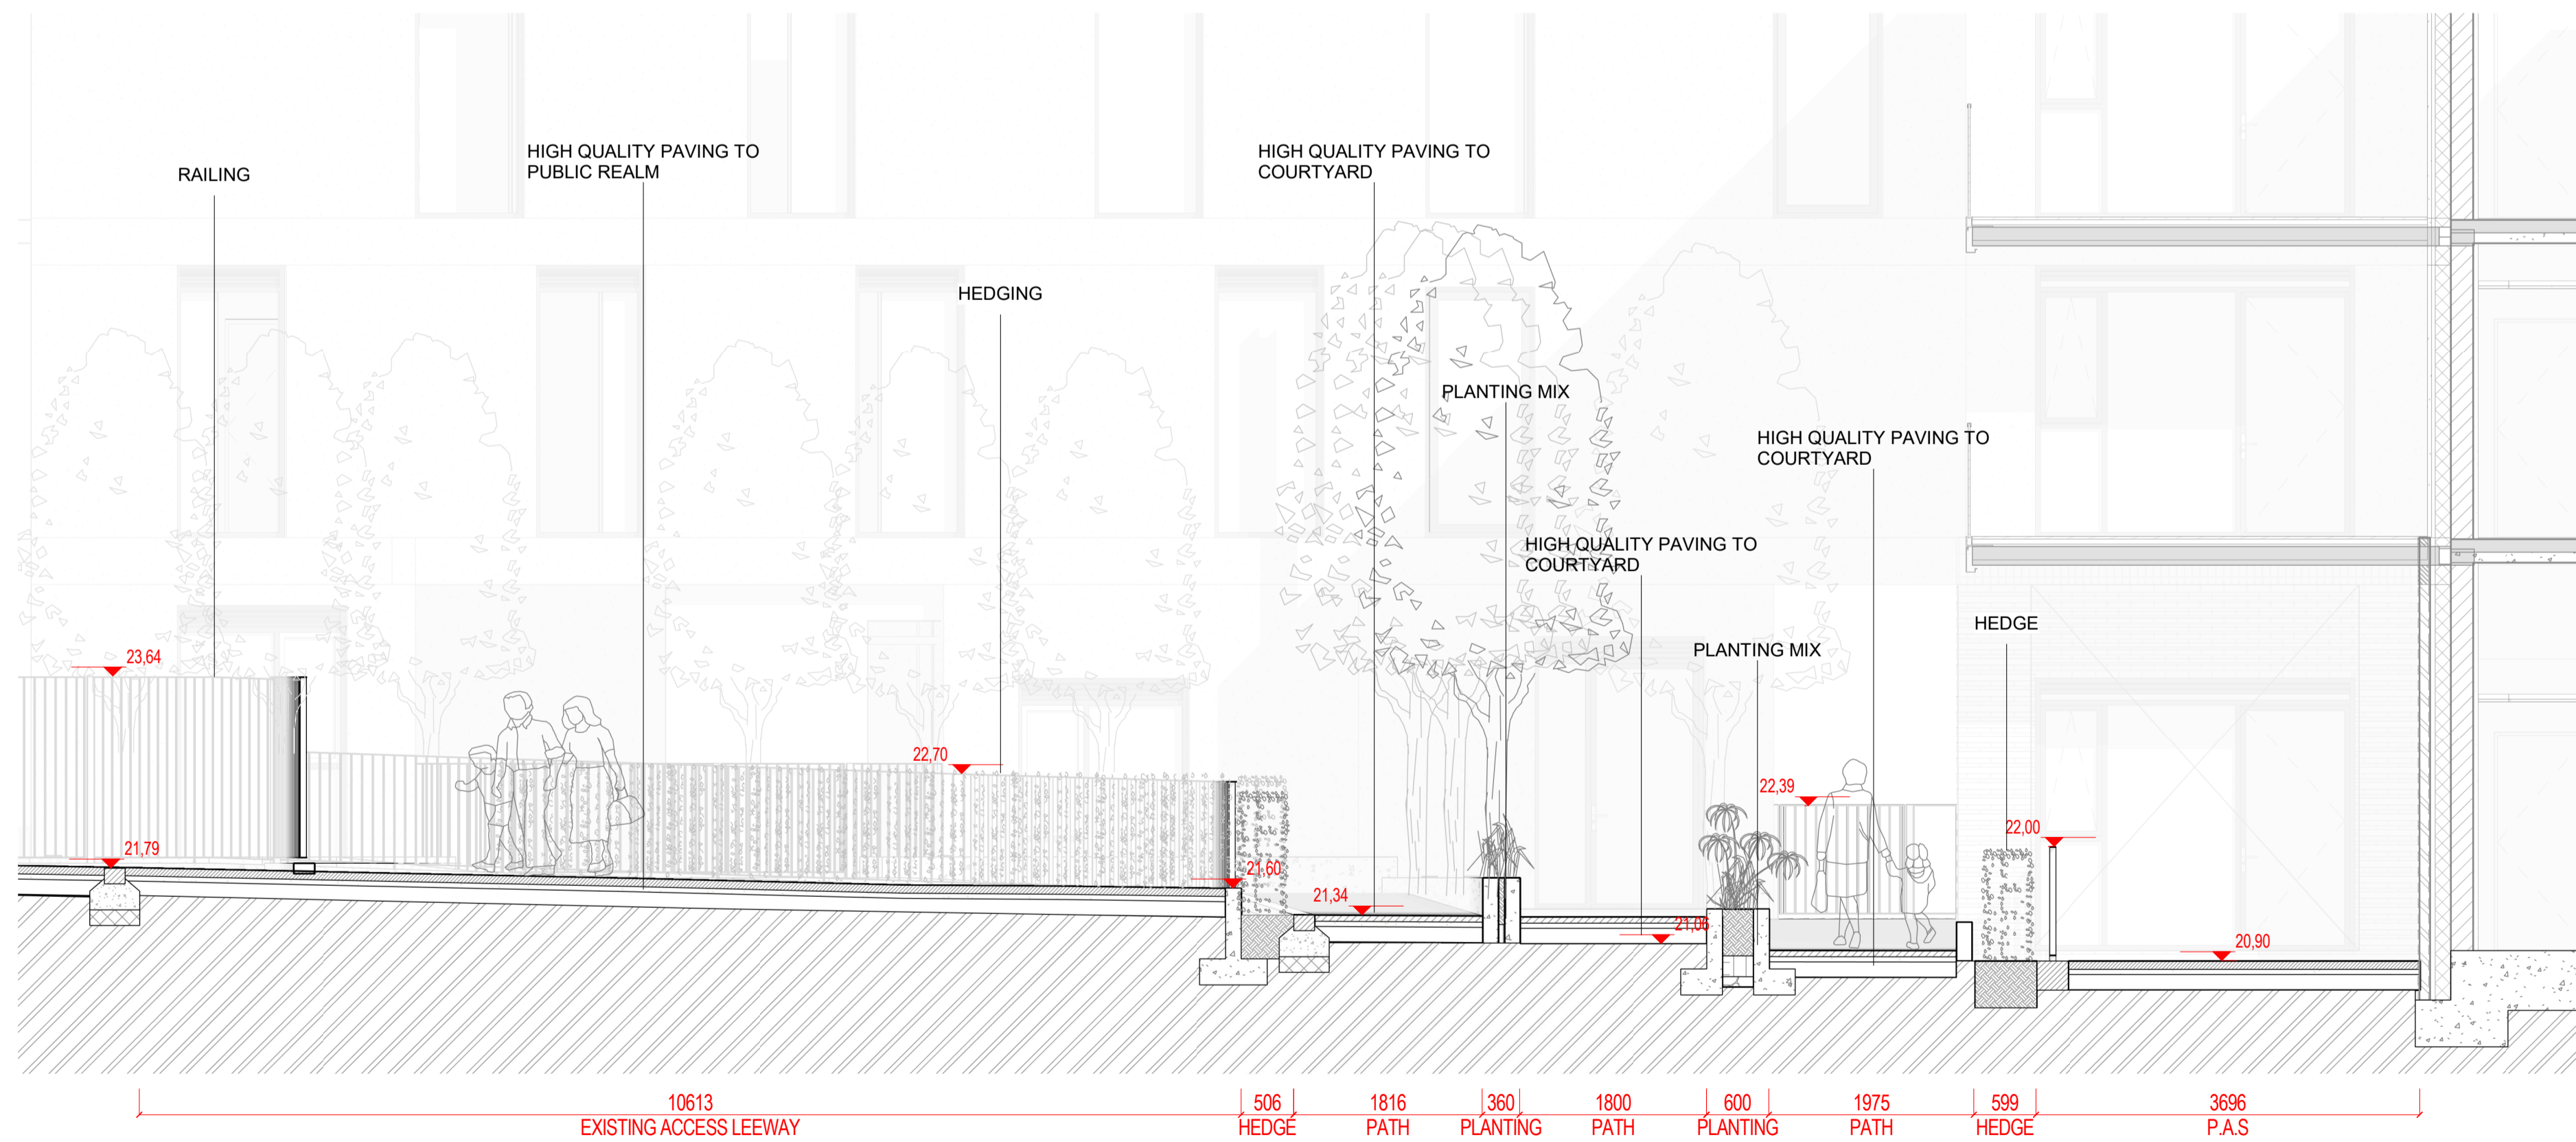 HIGH QUALITY PAVING TO
PUBLIC REALM
HIGH QUALITY PAVING TO
COURTYARD
RAILING
HEDGING
PLANTING MIX
HIGH QUALITY PAVING TO
COURTYARD
HIGH QUALITY PAVING TO
COURTYARD
HEDGE
PLANTING MIX
23,64
22,70
22,39
22,00
21,79
21,60
21,34
21,06
20,90
10613
EXISTING ACCESS LEEWAY
506
HEDGE
1816
PATH
360
PLANTING
1800
PATH
600
PLANTING
1975
PATH
599
HEDGE
3696
P.A.S